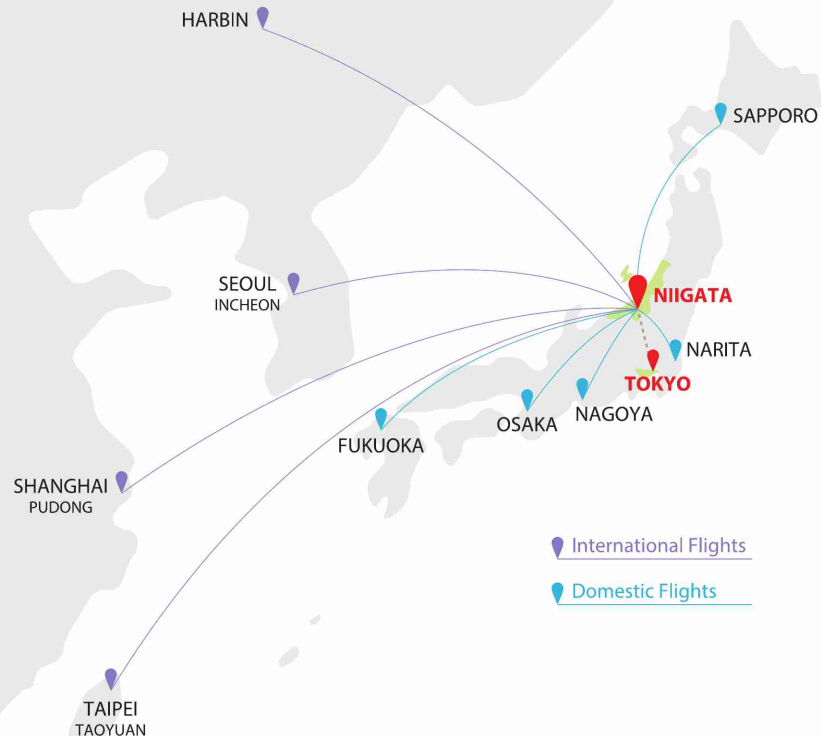 HARBIN
SAPPORO
SEOUL
INCHEON
NIIGATA
NARITA
TOKYO
NAGOYA
OSAKA
FUKUOKA
SHANGHAI
PUDONG
International Flights
Domestic Flights
TAIPEI
TAOYUAN